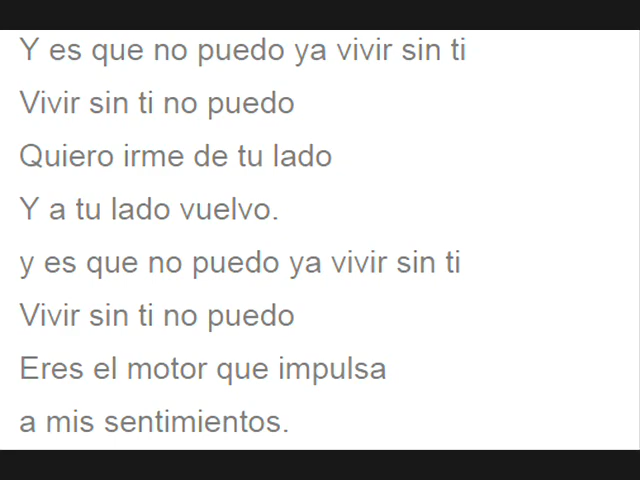 Y es que no puedo ya vivir sin ti
Vivir sin ti no puedo
Quiero irme de tu lado
Y a tu lado vuelvo.
y es que no puedo ya vivir sin ti
Vivir sin ti no puedo
Eres el motor que impulsa
a mis sentimientos.